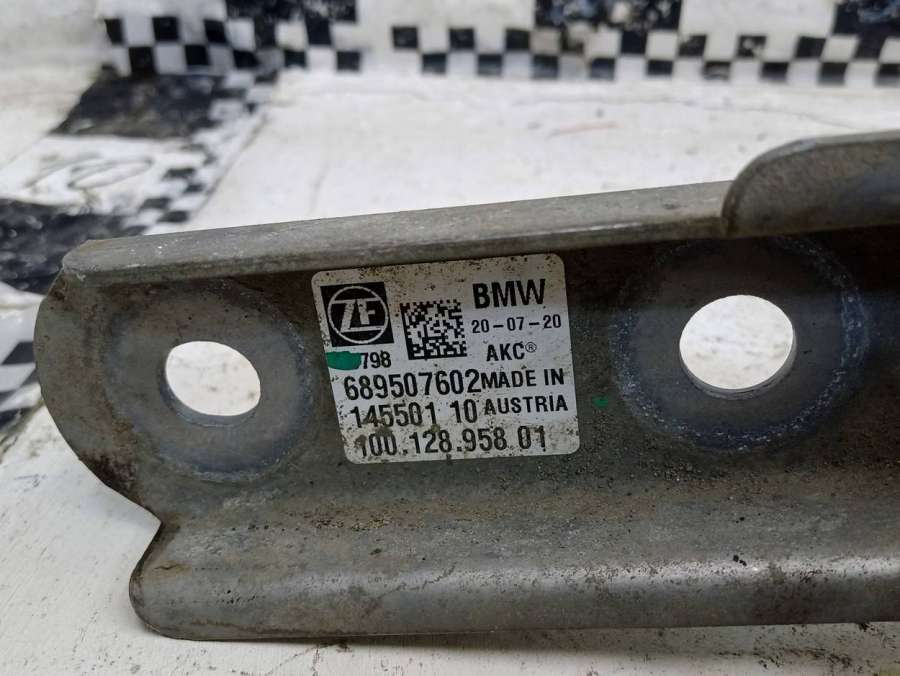 ZF BMW
20-07-20
798 AKC®
689507602 MADE IN
145501 10 AUSTRIA
100.128.958 01